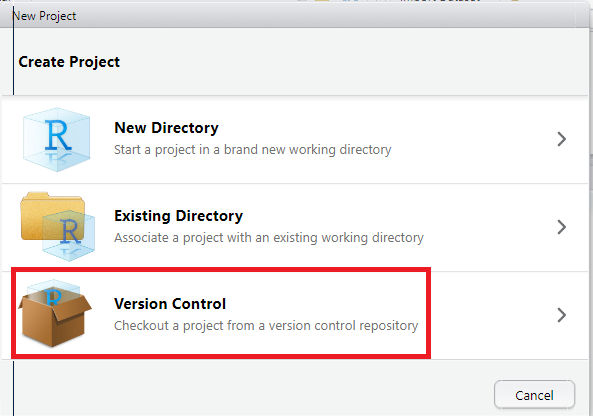 New Project
Create Project
R
New Directory
Start a project in a brand new working directory
R
Existing Directory
Associate a project with an existing working directory
R
Version Control
Checkout a project from a version control repository
Cancel